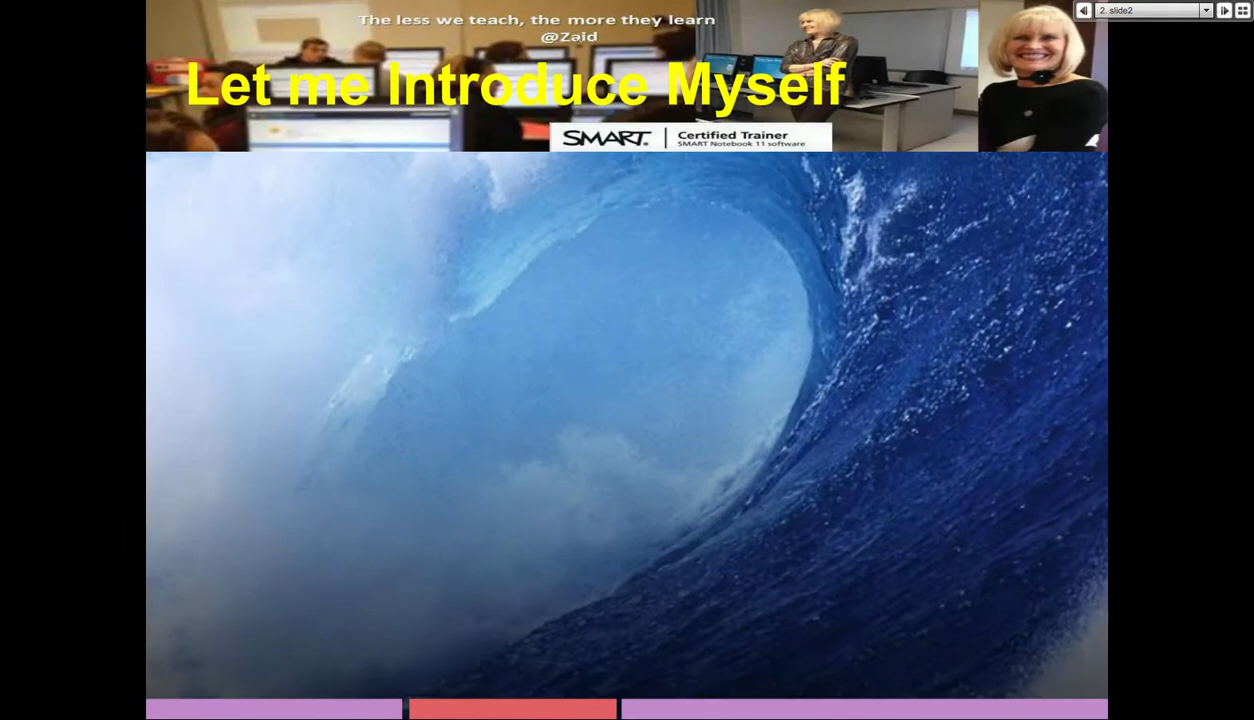 2. slide2
The less we teach, the more they learn
@Zaid
Let me Introduce Myself
SMART Certified Trainer
SMART Notebook 11 software